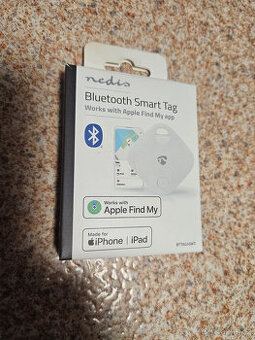 nedis
Bluetooth Smart Tag
Works with Apple Find My app
Works with
Apple Find My
Made for
iPhone | iPad